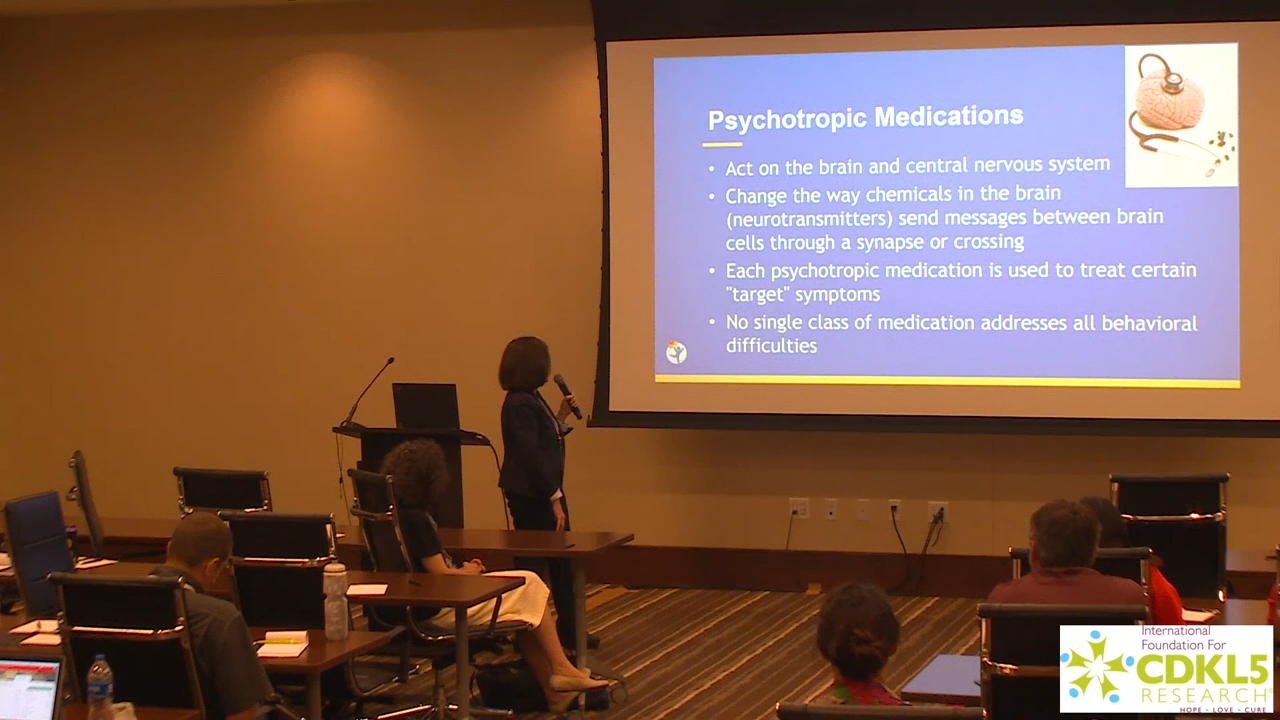 Psychotropic Medications
• Act on the brain and central nervous system
• Change the way chemicals in the brain
(neurotransmitters) send messages between brain
cells through a synapse or crossing
• Each psychotropic medication is used to treat certain
"target" symptoms
• No single class of medication addresses all behavioral
difficulties
International
Foundation For
CDKL5
RESEARCH
HOPE • LOVE • CURE